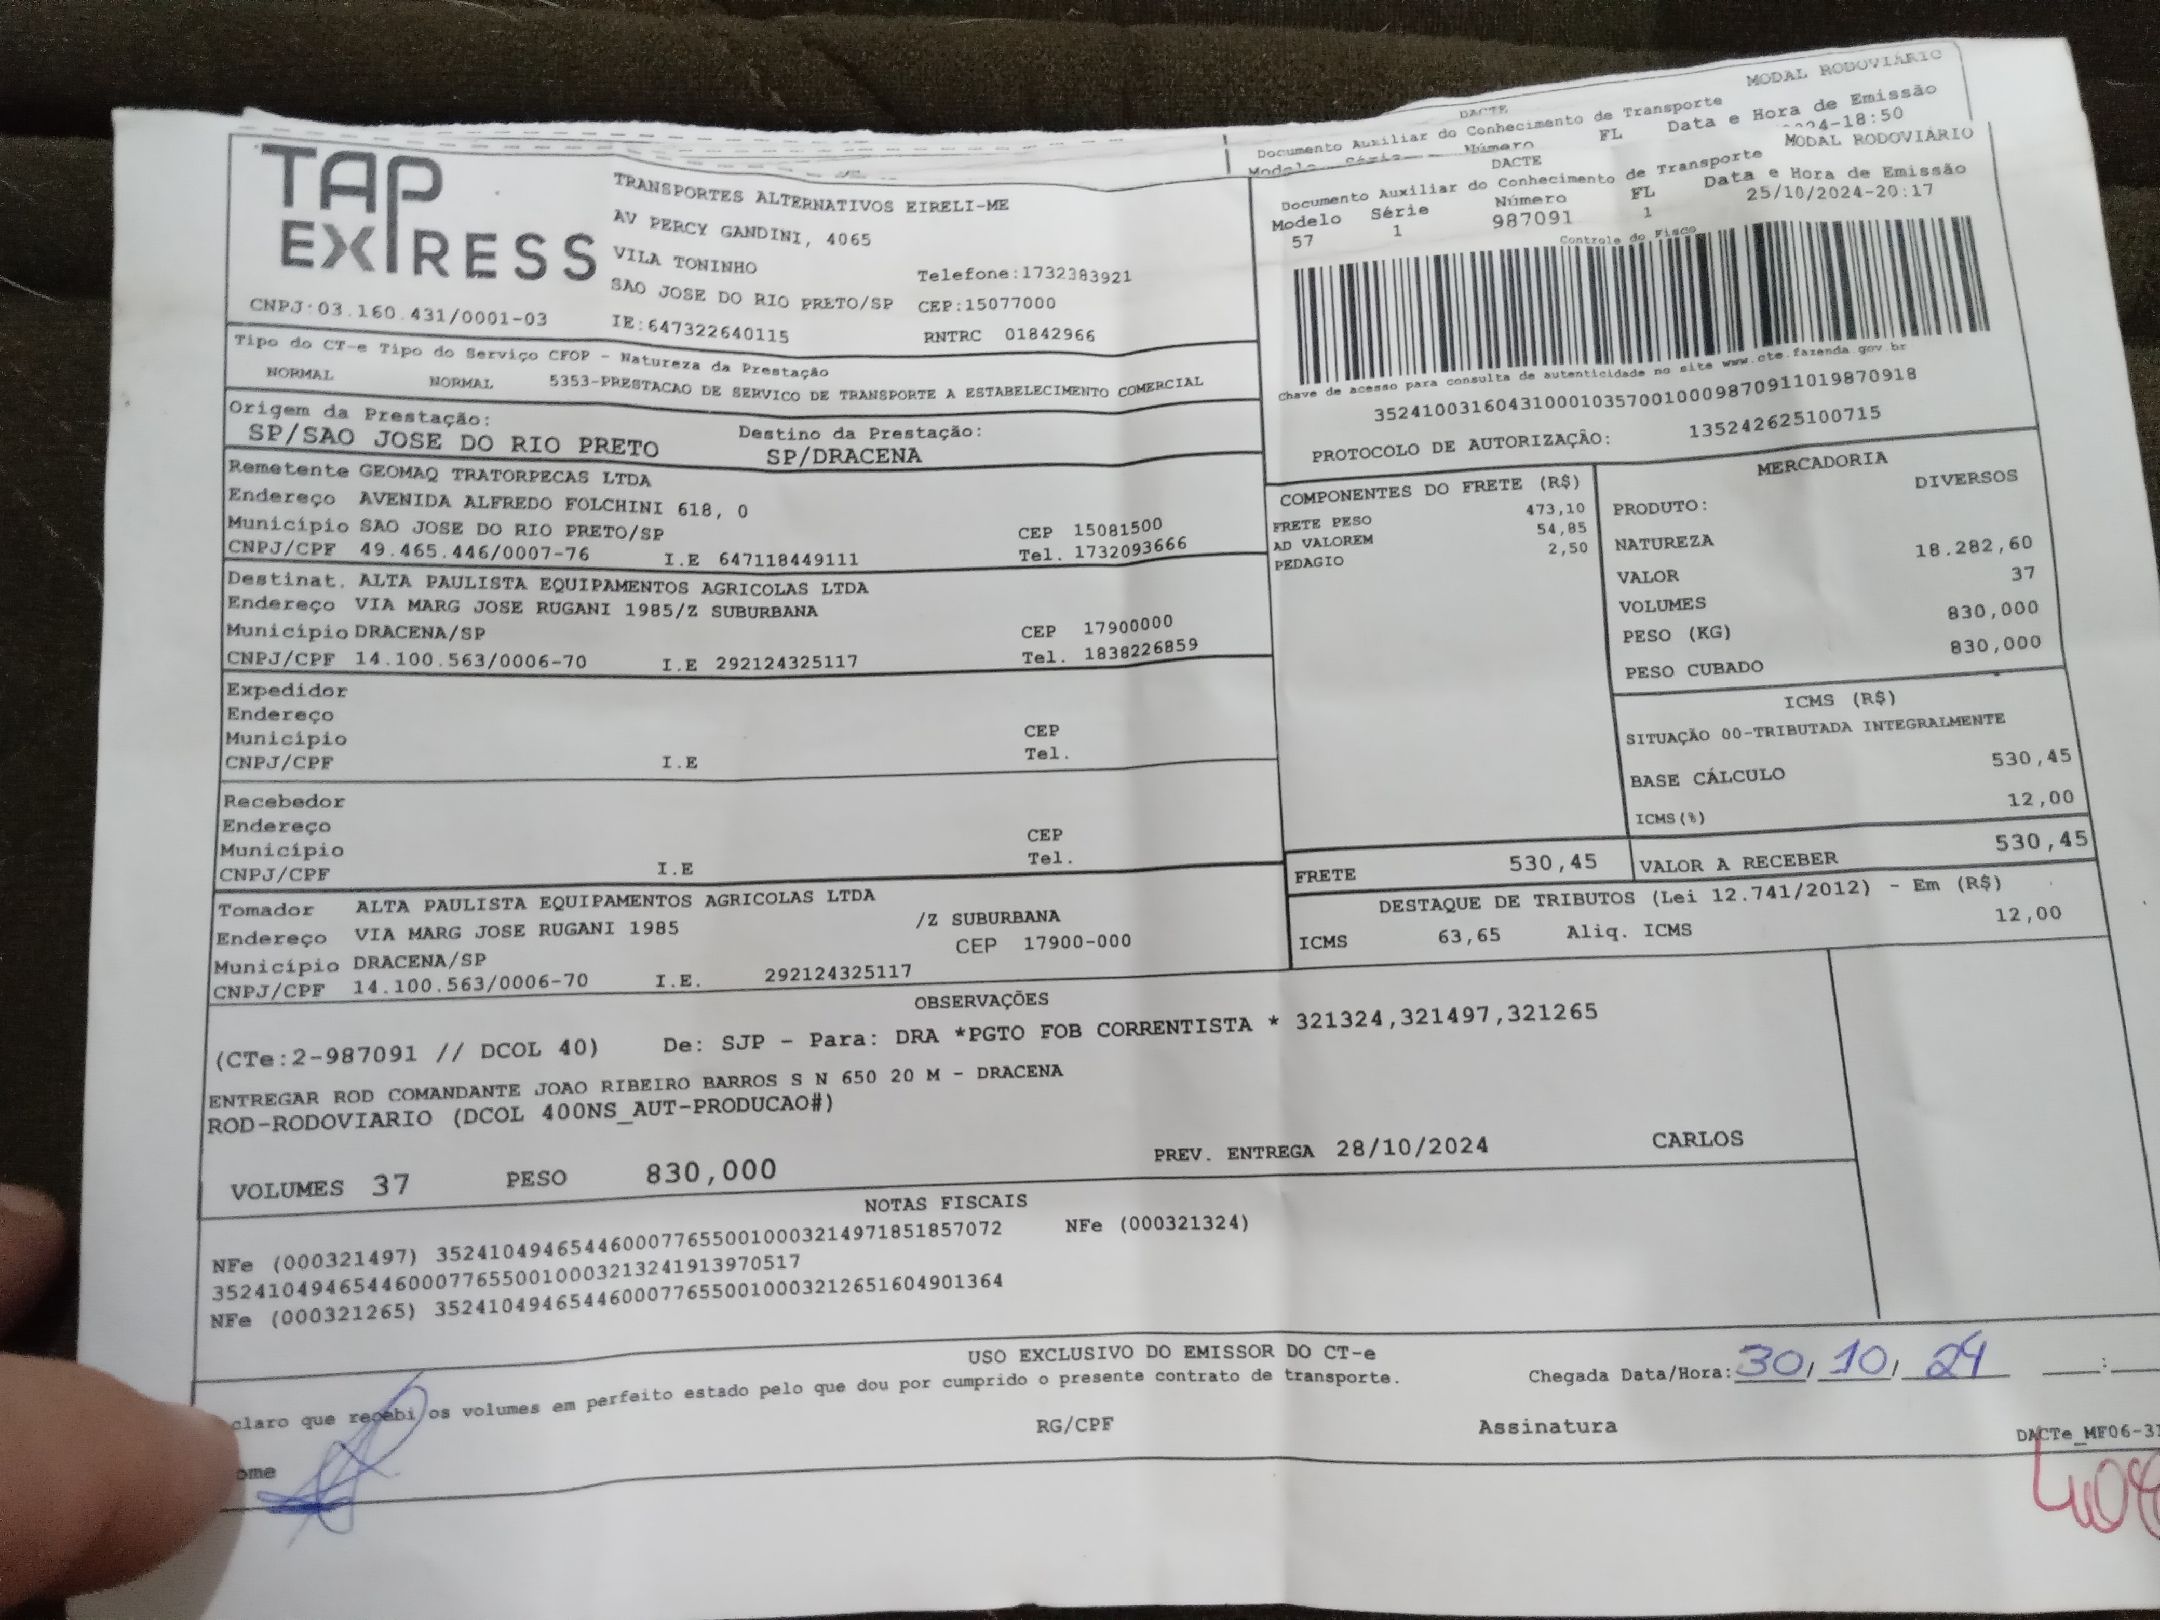 DACTE
MODAL RODOVIÁRIO
Documento Auxiliar do Conhecimento de Transporte
Número FL Data e Hora de Emissão
-18:50
TAP EXPRESS
CNPJ:03.160.431/0001-03
TRANSPORTES ALTERNATIVOS EIRELI-ME
AV PERCY GANDINI, 4065
VILA TONINHO Telefone:1732383921
SAO JOSE DO RIO PRETO/SP CEP:15077000
IE:647322640115 RNTRC 01842966
DACTE MODAL RODOVIÁRIO
Documento Auxiliar do Conhecimento de Transporte
Modelo Série Número FL Data e Hora de Emissão
57 1 987091 1 25/10/2024-20:17
Controle do Fisco
Chave de acesso para consulta de autenticidade no site www.cte.fazenda.gov.br
35241003160431000103570010009870911019870918
PROTOCOLO DE AUTORIZAÇÃO: 135242625100715
Tipo do CT-e Tipo do Serviço CFOP - Natureza da Prestação
NORMAL NORMAL 5353-PRESTACAO DE SERVICO DE TRANSPORTE A ESTABELECIMENTO COMERCIAL
Origem da Prestação: Destino da Prestação:
SP/SAO JOSE DO RIO PRETO SP/DRACENA
Remetente GEOMAQ TRATORPECAS LTDA
Endereço AVENIDA ALFREDO FOLCHINI 618, 0
Município SAO JOSE DO RIO PRETO/SP CEP 15081500
CNPJ/CPF 49.465.446/0007-76 I.E 647118449111 Tel. 1732093666
Destinat. ALTA PAULISTA EQUIPAMENTOS AGRICOLAS LTDA
Endereço VIA MARG JOSE RUGANI 1985/Z SUBURBANA
Município DRACENA/SP CEP 17900000
CNPJ/CPF 14.100.563/0006-70 I.E 292124325117 Tel. 1838226859
Expedidor
Endereço
Município CEP
CNPJ/CPF I.E Tel.
Recebedor
Endereço
Município CEP
CNPJ/CPF I.E Tel.
Tomador ALTA PAULISTA EQUIPAMENTOS AGRICOLAS LTDA
Endereço VIA MARG JOSE RUGANI 1985 /Z SUBURBANA
Município DRACENA/SP CEP 17900-000
CNPJ/CPF 14.100.563/0006-70 I.E. 292124325117
COMPONENTES DO FRETE (R$)
FRETE PESO 473,10
AD VALOREM 54,85
PEDAGIO 2,50
FRETE 530,45
MERCADORIA
PRODUTO: DIVERSOS
NATUREZA
VALOR 18.282,60
VOLUMES 37
PESO (KG) 830,000
PESO CUBADO 830,000
ICMS (R$)
SITUAÇÃO 00-TRIBUTADA INTEGRALMENTE
BASE CÁLCULO 530,45
ICMS(%) 12,00
VALOR A RECEBER 530,45
DESTAQUE DE TRIBUTOS (Lei 12.741/2012) - Em (R$)
ICMS 63,65 Aliq. ICMS 12,00
OBSERVAÇÕES
(CTe:2-987091 // DCOL 40) De: SJP - Para: DRA *PGTO FOB CORRENTISTA * 321324,321497,321265
ENTREGAR ROD COMANDANTE JOAO RIBEIRO BARROS S N 650 20 M - DRACENA
ROD-RODOVIARIO (DCOL 400NS_AUT-PRODUCAO#)
VOLUMES 37 PESO 830,000 PREV. ENTREGA 28/10/2024 CARLOS
NOTAS FISCAIS
NFe (000321497) 35241049465446000776550010003214971851857072 NFe (000321324)
35241049465446000776550010003213241913970517
NFe (000321265) 35241049465446000776550010003212651604901364
USO EXCLUSIVO DO EMISSOR DO CT-e
claro que recebi os volumes em perfeito estado pelo que dou por cumprido o presente contrato de transporte. Chegada Data/Hora: 30/10/24 :
ome RG/CPF Assinatura
DACTe_MF06-31